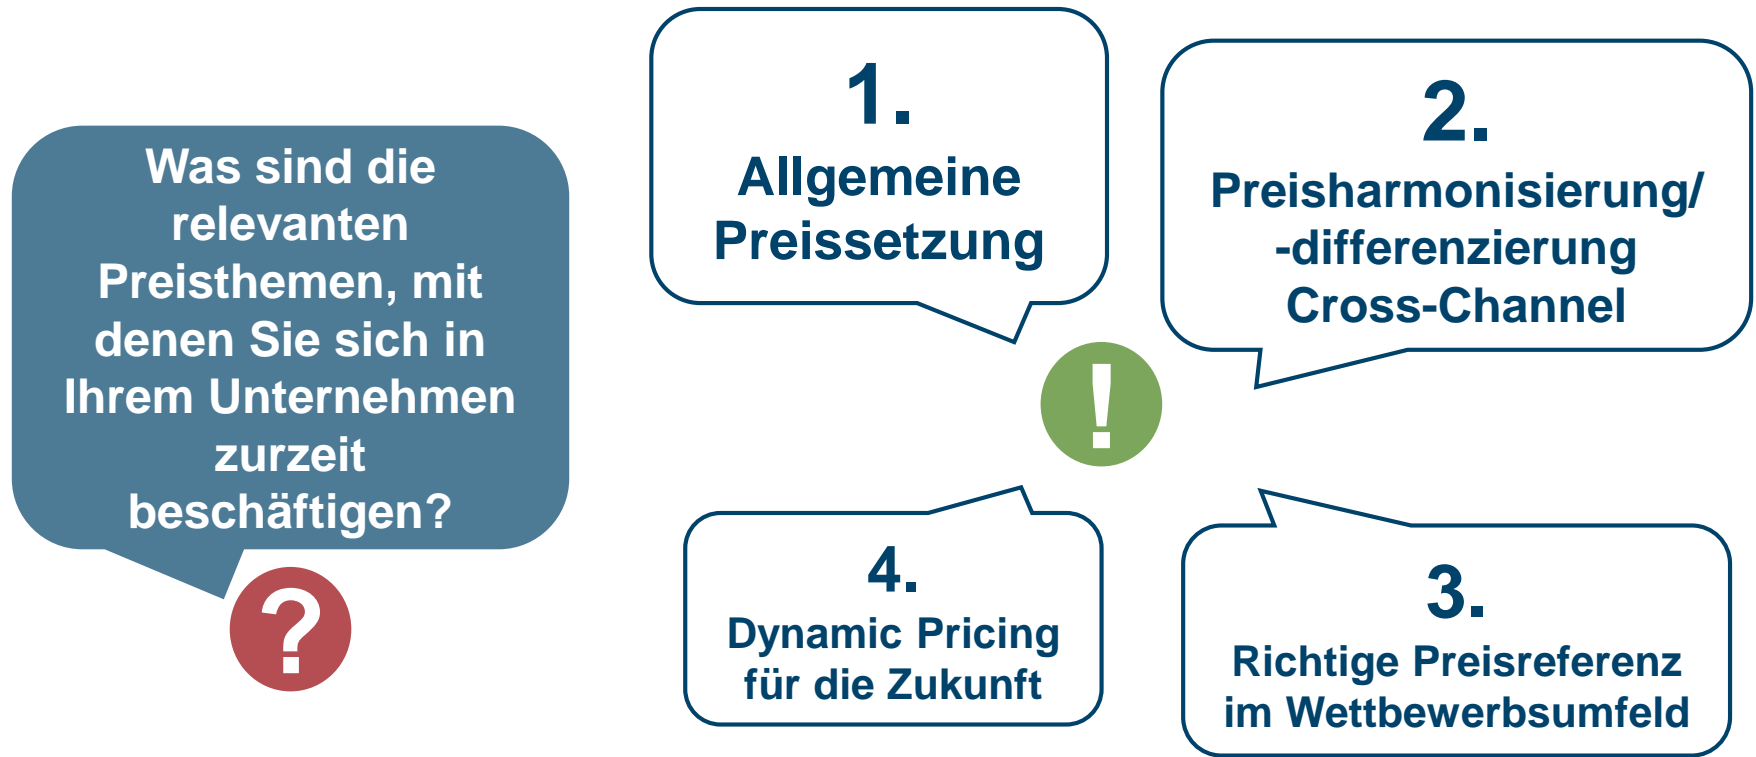 Was sind die
relevanten
Preisthemen, mit
denen Sie sich in
Ihrem Unternehmen
zurzeit
beschäftigen?
?
1.
Allgemeine
Preissetzung
2.
Preisharmonisierung/
-differenzierung
Cross-Channel
!
3.
Richtige Preisreferenz
im Wettbewerbsumfeld
4.
Dynamic Pricing
für die Zukunft